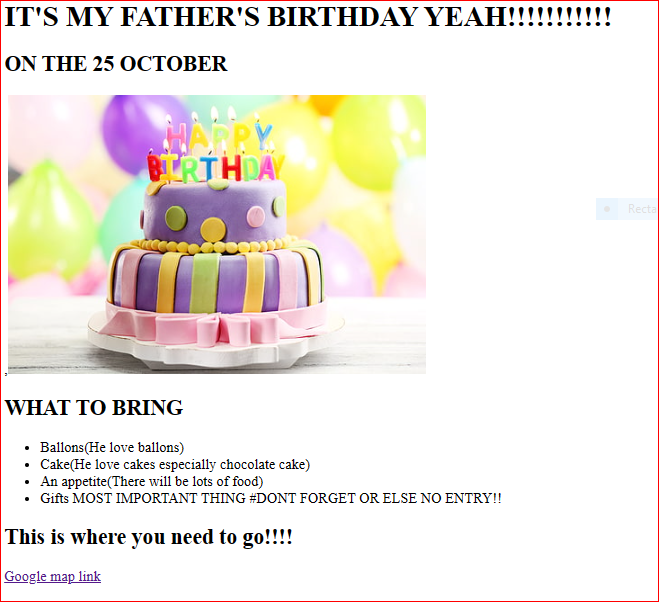 IT'S MY FATHER'S BIRTHDAY YEAH!!!!!!!!!!!
ON THE 25 OCTOBER
HAPPY
BIRTHDAY
Recta
,
WHAT TO BRING
Ballons(He love ballons)
Cake(He love cakes especially chocolate cake)
An appetite(There will be lots of food)
Gifts MOST IMPORTANT THING #DONT FORGET OR ELSE NO ENTRY!!
This is where you need to go!!!!
Google map link